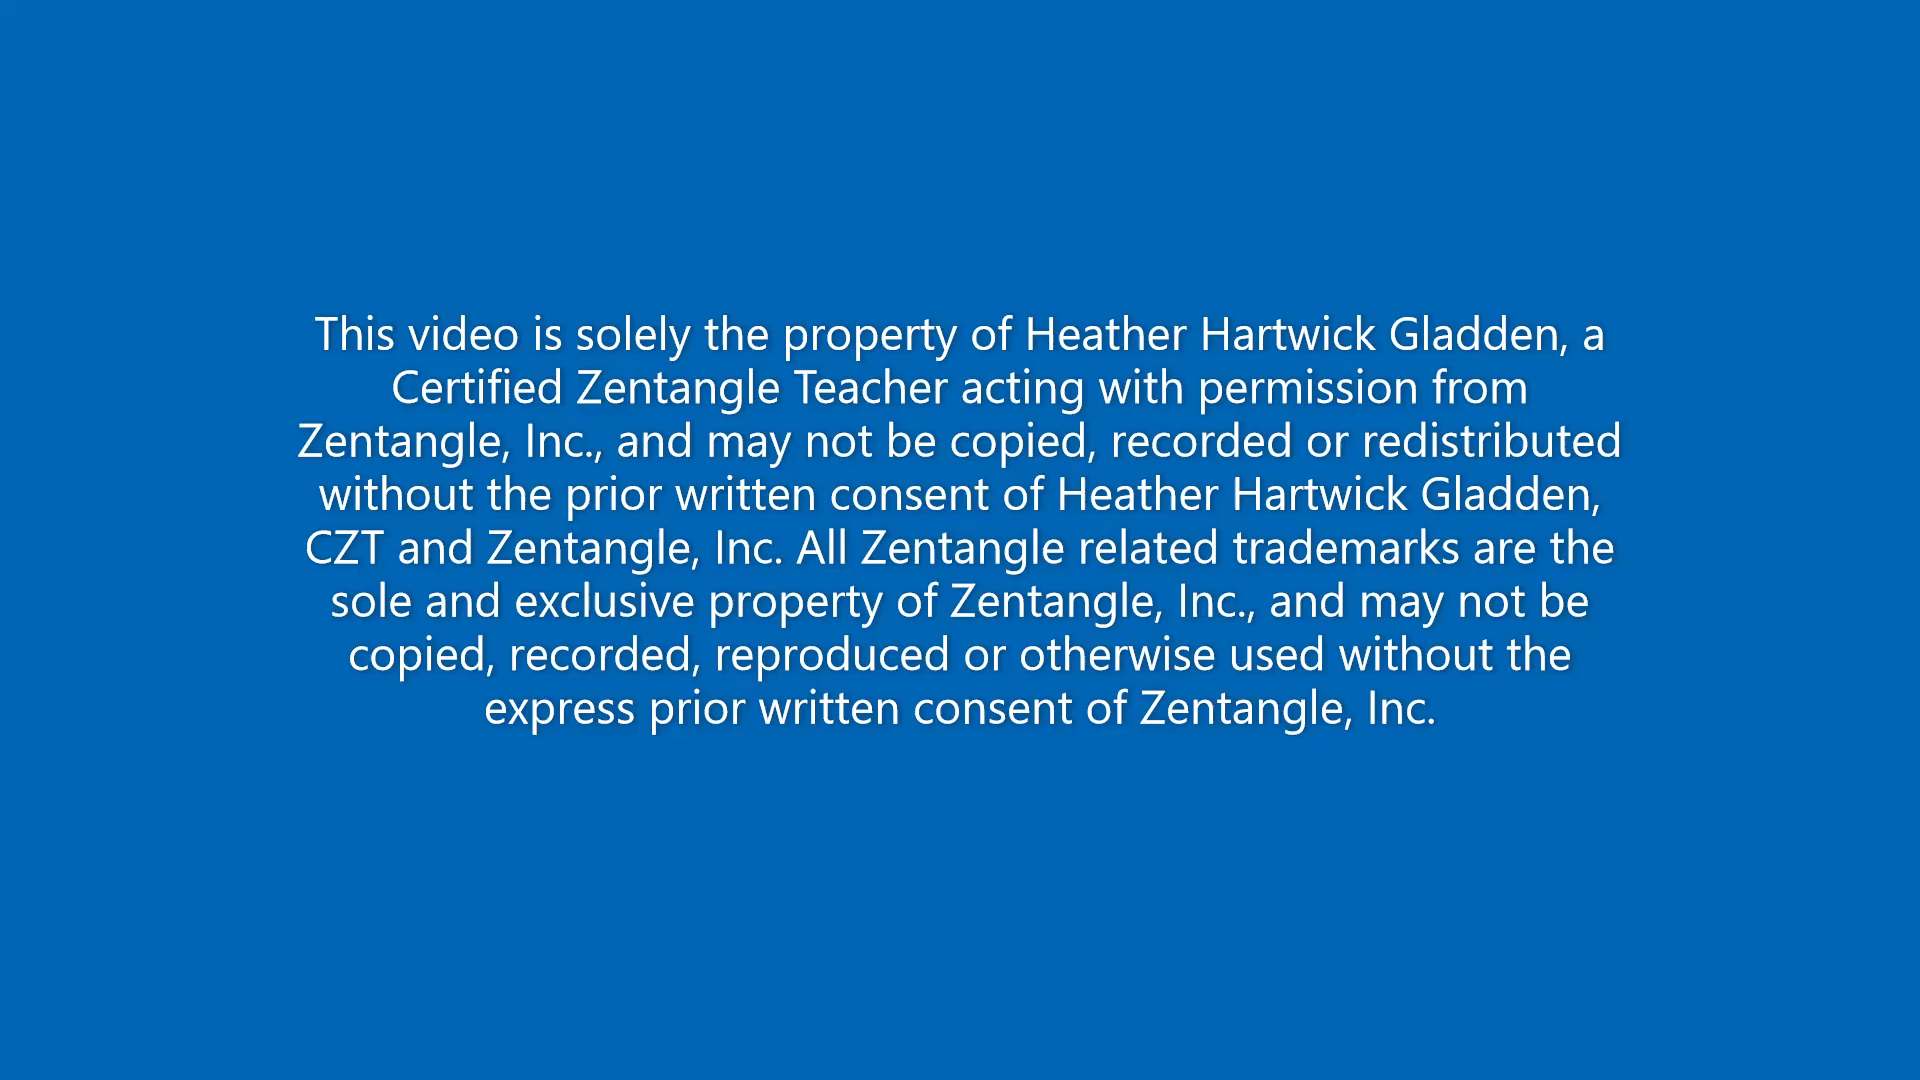 This video is solely the property of Heather Hartwick Gladden, a
Certified Zentangle Teacher acting with permission from
Zentangle, Inc., and may not be copied, recorded or redistributed
without the prior written consent of Heather Hartwick Gladden,
CZT and Zentangle, Inc. All Zentangle related trademarks are the
sole and exclusive property of Zentangle, Inc., and may not be
copied, recorded, reproduced or otherwise used without the
express prior written consent of Zentangle, Inc.